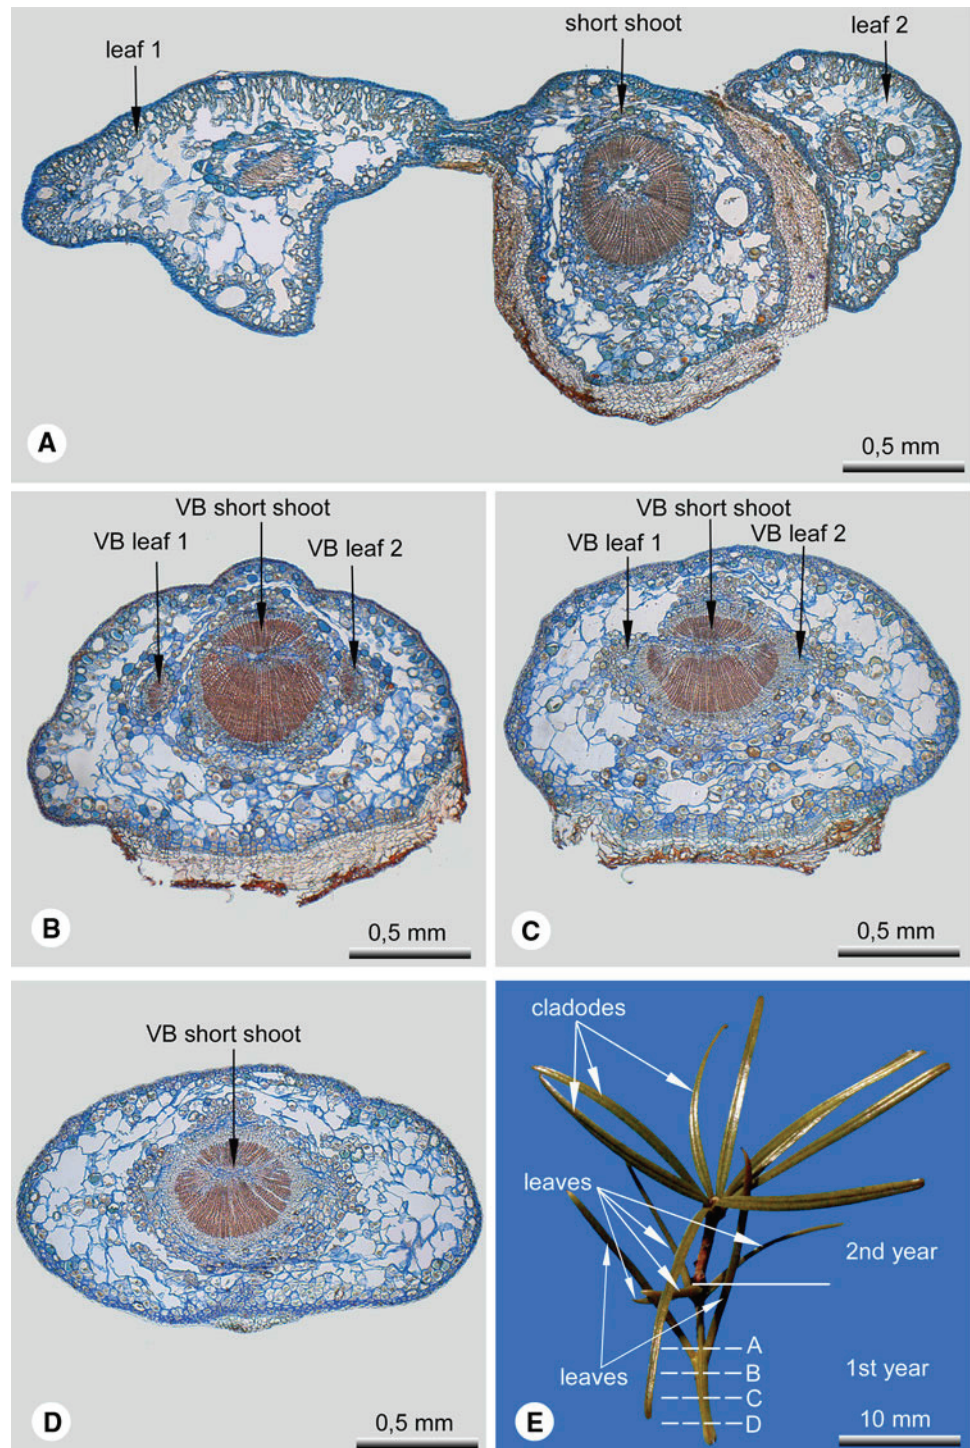 leaf 1
short shoot
leaf 2
A
0,5 mm
VB short shoot
VB leaf 1
VB leaf 2
B
0,5 mm
VB short shoot
VB leaf 1
VB leaf 2
C
0,5 mm
VB short shoot
D
0,5 mm
cladodes
leaves
2nd year
leaves
A
B
C
D
1st year
E
10 mm